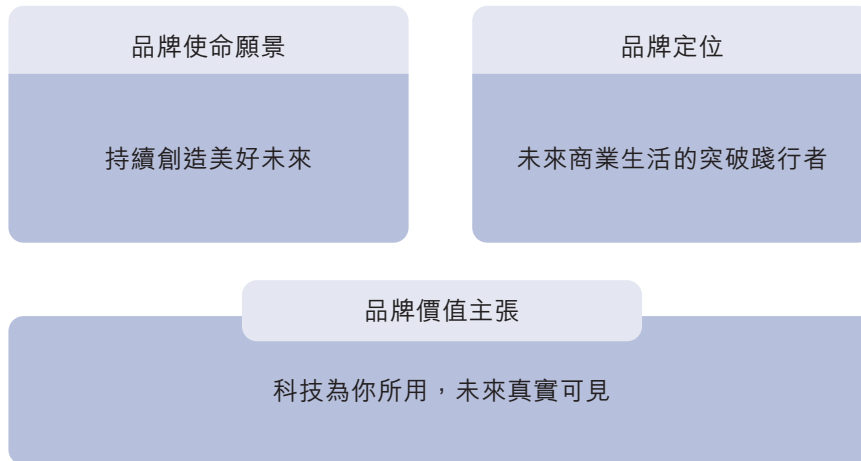 品牌使命願景
持續創造美好未來
品牌定位
未來商業生活的突破踐行者
品牌價值主張
科技為你所用，未來真實可見